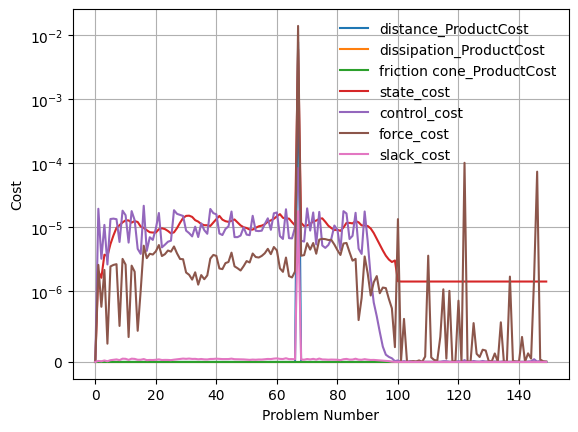 distance_ProductCost
dissipation_ProductCost
friction cone_ProductCost
state_cost
control_cost
force_cost
slack_cost
Cost
10⁻²
10⁻³
10⁻⁴
10⁻⁵
10⁻⁶
0
0 20 40 60 80 100 120 140
Problem Number